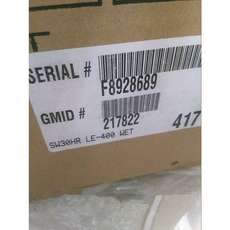 SERIAL # F8928689
GMID # 217822 417
SW30HR LE-400 WET